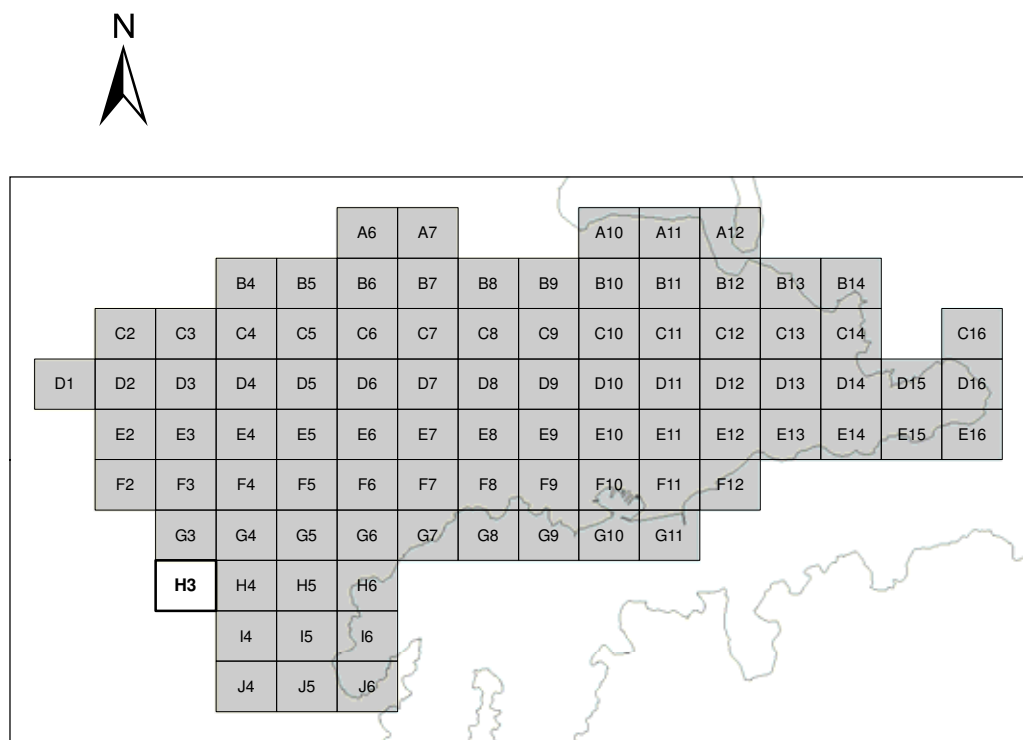 N
A6 A7 A10 A11 A12
B4 B5 B6 B7 B8 B9 B10 B11 B12 B13 B14
C2 C3 C4 C5 C6 C7 C8 C9 C10 C11 C12 C13 C14 C16
D1 D2 D3 D4 D5 D6 D7 D8 D9 D10 D11 D12 D13 D14 D15 D16
E2 E3 E4 E5 E6 E7 E8 E9 E10 E11 E12 E13 E14 E15 E16
F2 F3 F4 F5 F6 F7 F8 F9 F10 F11 F12
G3 G4 G5 G6 G7 G8 G9 G10 G11
H3 H4 H5 H6
I4 I5 I6
J4 J5 J6